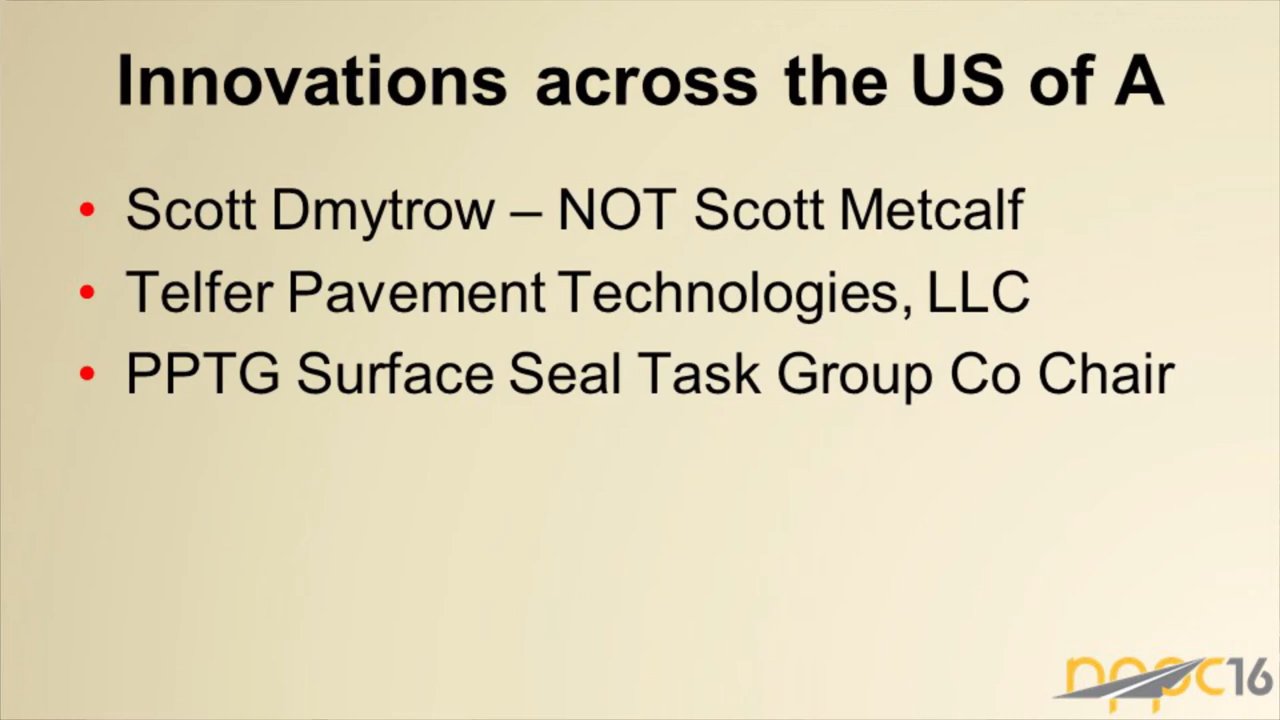 Innovations across the US of A
• Scott Dmytrow – NOT Scott Metcalf
• Telfer Pavement Technologies, LLC
• PPTG Surface Seal Task Group Co Chair
nppc16